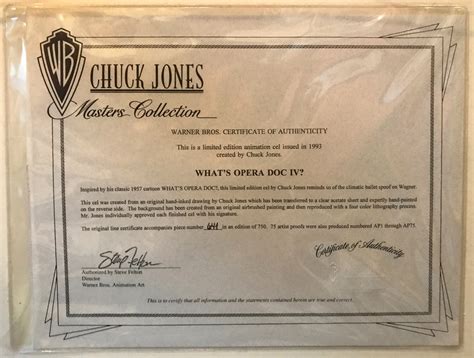 WB
CHUCK JONES
Masters Collection
WARNER BROS. CERTIFICATE OF AUTHENTICITY
This is a limited edition animation cel issued in 1993
created by Chuck Jones.
WHAT'S OPERA DOC IV?
Inspired by his classic 1957 cartoon WHAT'S OPERA DOC?, this limited edition cel by Chuck Jones reminds us of the climatic ballet spoof on Wagner.
This cel was created from an original hand-inked drawing by Chuck Jones which has been transferred to a clear acetate sheet and expertly hand-painted
on the reverse side. The background was created from an original airbrushed painting and then reproduced with a four color lithography process.
Mr. Jones individually approved each finished cel with his signature.
The original fine certificate accompanies piece number 644 in an edition of 750. 75 artist proofs were also produced numbered AP1 through AP75.
Steve Felton
Certificate of Authenticity
Authorized by Steve Felton
Director
Warner Bros. Animation Art
This is to certify that all information and the statements contained herein are true and correct.